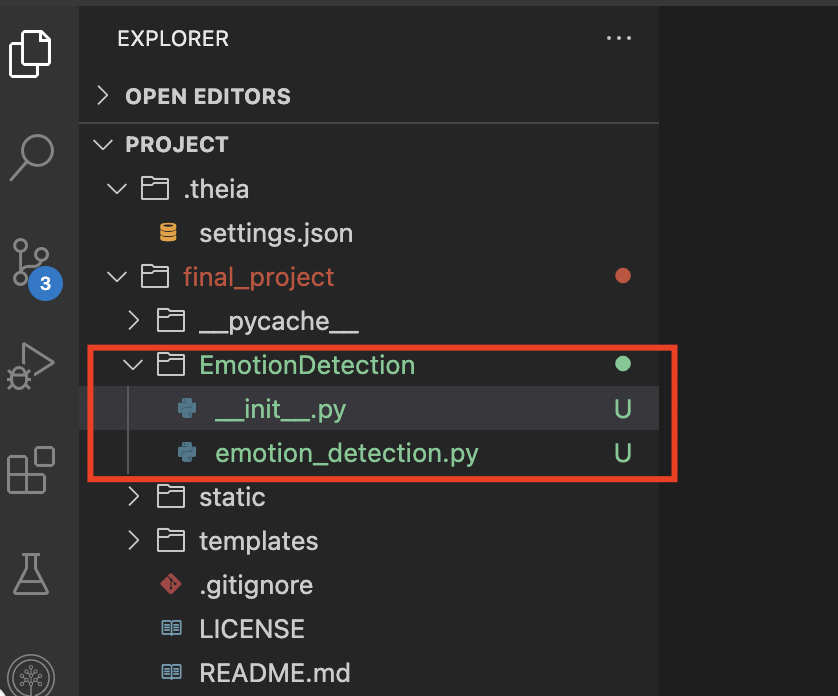 EXPLORER
OPEN EDITORS
PROJECT
.theia
settings.json
final_project
3
__pycache__
EmotionDetection
__init__.py U
emotion_detection.py U
static
templates
.gitignore
LICENSE
README.md